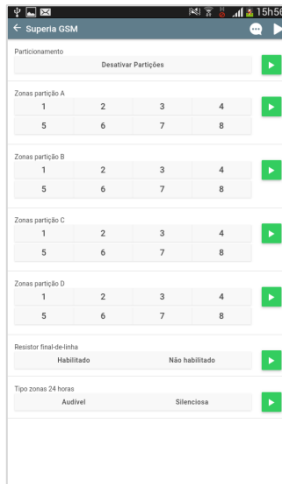 15h56
← Superia GSM
Particionamento
Desativar Partições
Zonas partição A
1 2 3 4
5 6 7 8
Zonas partição B
1 2 3 4
5 6 7 8
Zonas partição C
1 2 3 4
5 6 7 8
Zonas partição D
1 2 3 4
5 6 7 8
Resistor final-de-linha
Habilitado Não habilitado
Tipo zonas 24 horas
Audível Silenciosa